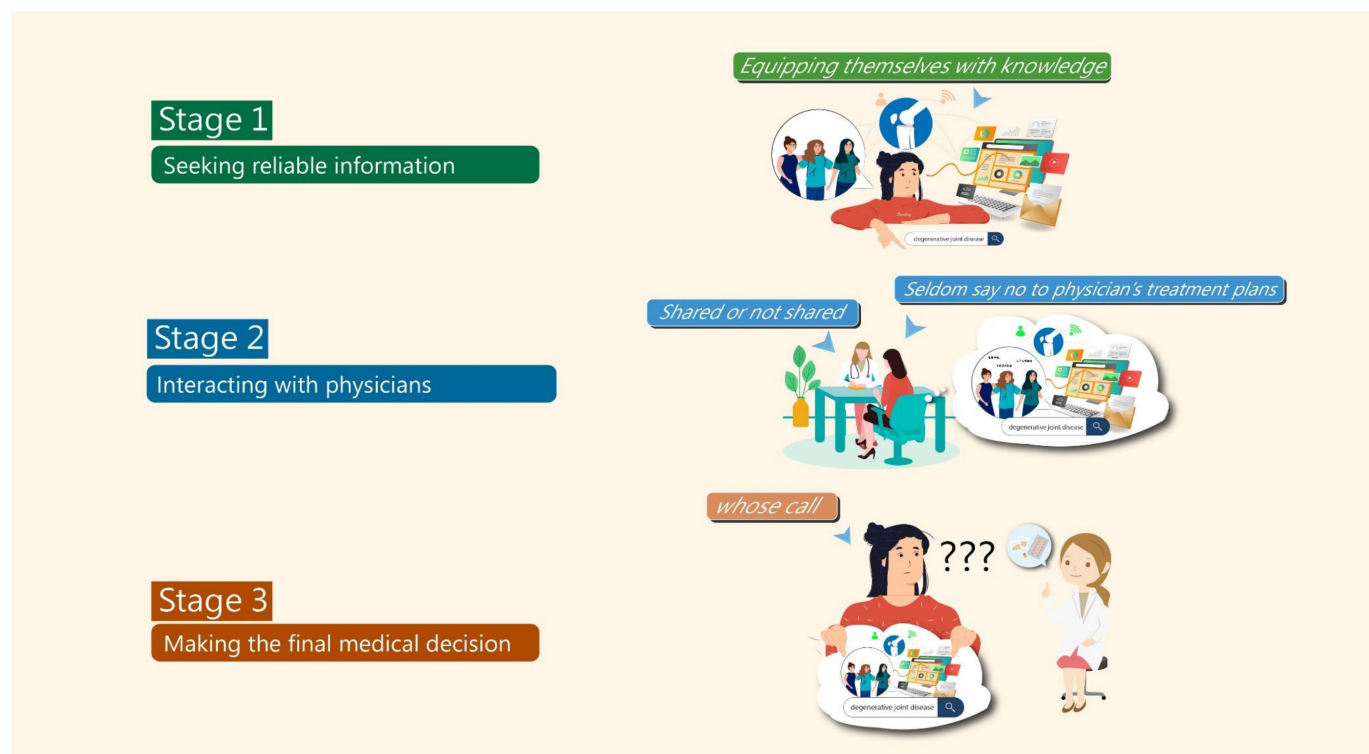 Equipping themselves with knowledge
Stage 1
Seeking reliable information
degenerative joint disease
Seldom say no to physician's treatment plans
Shared or not shared
Stage 2
Interacting with physicians
degenerative joint disease
whose call
???
Stage 3
Making the final medical decision
degenerative joint disease